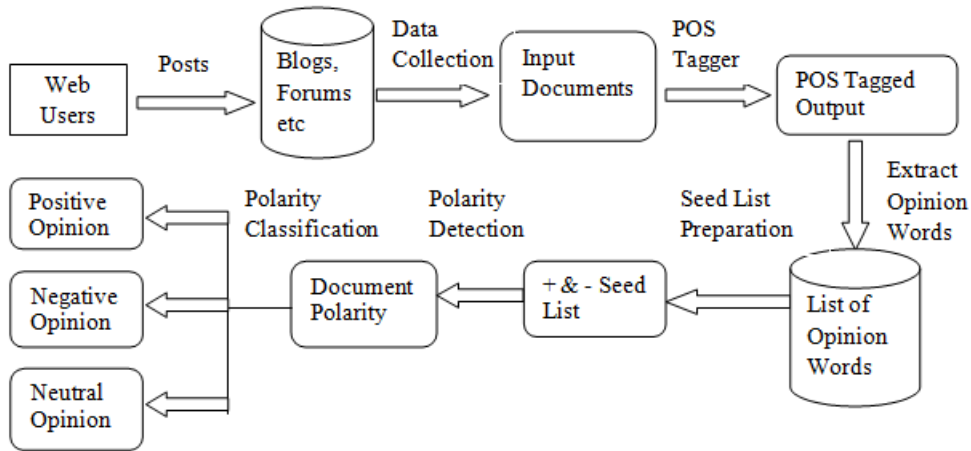 Web
Users
Posts
Blogs,
Forums
etc
Data
Collection
Input
Documents
POS
Tagger
POS Tagged
Output
Extract
Opinion
Words
List of
Opinion
Words
Seed List
Preparation
+ & - Seed
List
Polarity
Detection
Document
Polarity
Polarity
Classification
Positive
Opinion
Negative
Opinion
Neutral
Opinion